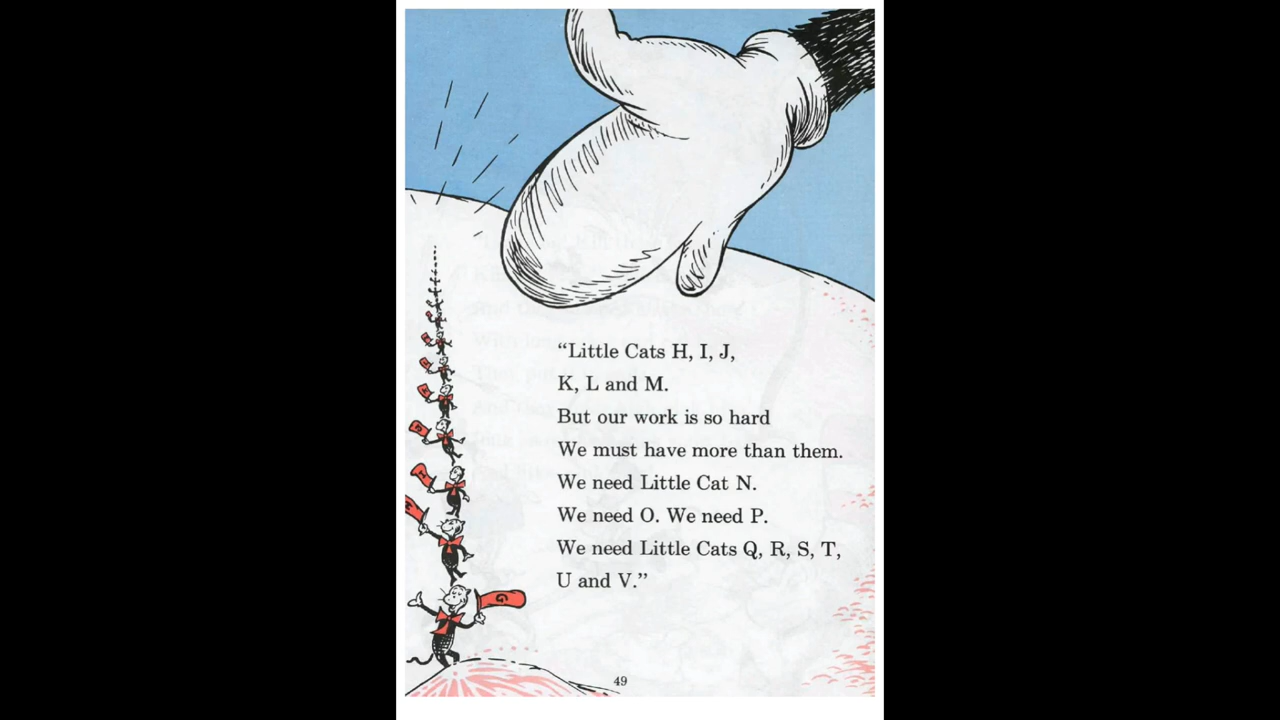 “Little Cats H, I, J,
K, L and M.
But our work is so hard
We must have more than them.
We need Little Cat N.
We need O. We need P.
We need Little Cats Q, R, S, T,
U and V.”
G
49